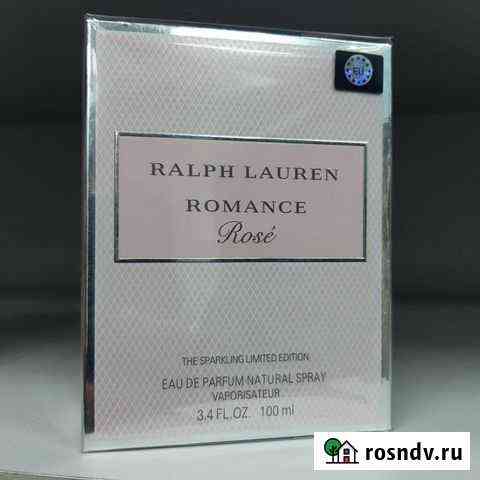 EU
RALPH LAUREN
ROMANCE
Rosé
THE SPARKLING LIMITED EDITION
EAU DE PARFUM NATURAL SPRAY
VAPORISATEUR
3.4 FL.OZ. 100 ml
rosndv.ru